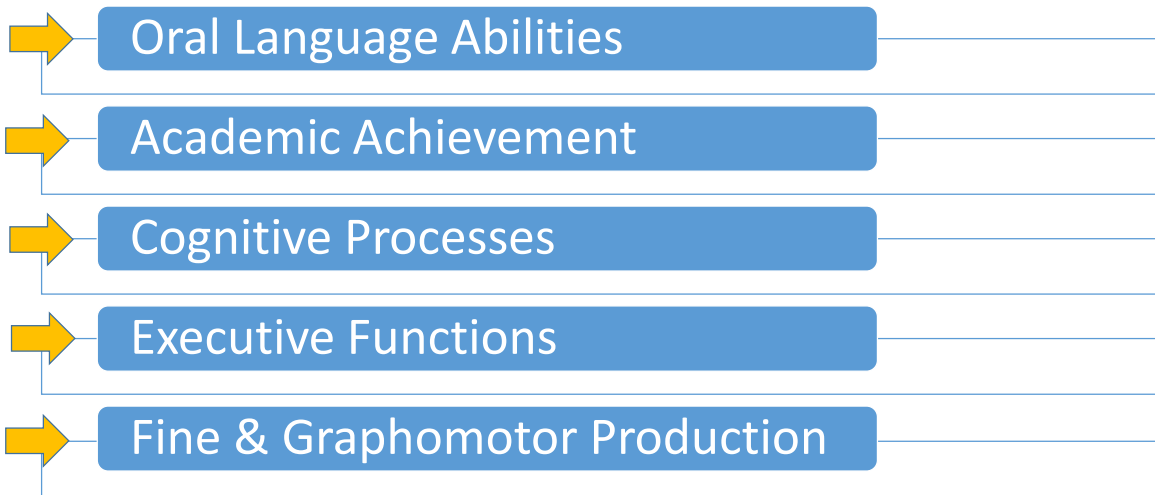 Oral Language Abilities
Academic Achievement
Cognitive Processes
Executive Functions
Fine & Graphomotor Production